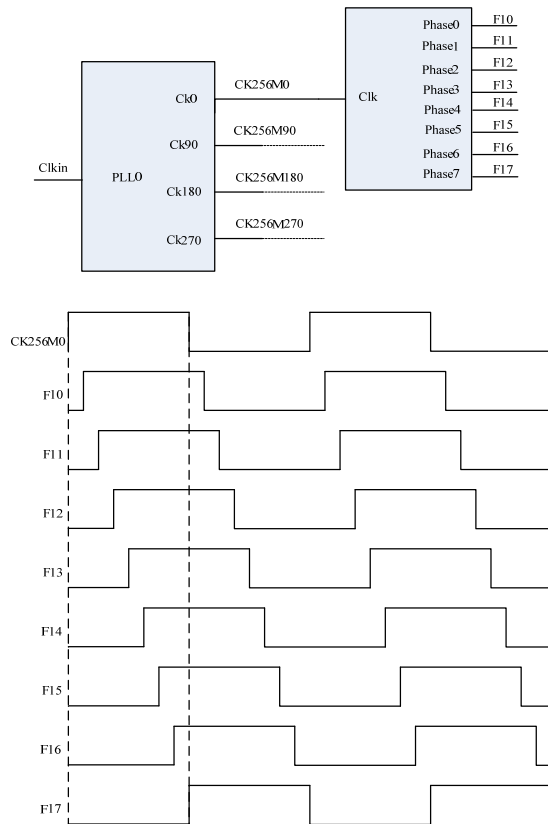 Clkin
PLL0
Ck0
Ck90
Ck180
Ck270
CK256M0
CK256M90
CK256M180
CK256M270
Clk
Phase0
Phase1
Phase2
Phase3
Phase4
Phase5
Phase6
Phase7
F10
F11
F12
F13
F14
F15
F16
F17
CK256M0
F10
F11
F12
F13
F14
F15
F16
F17